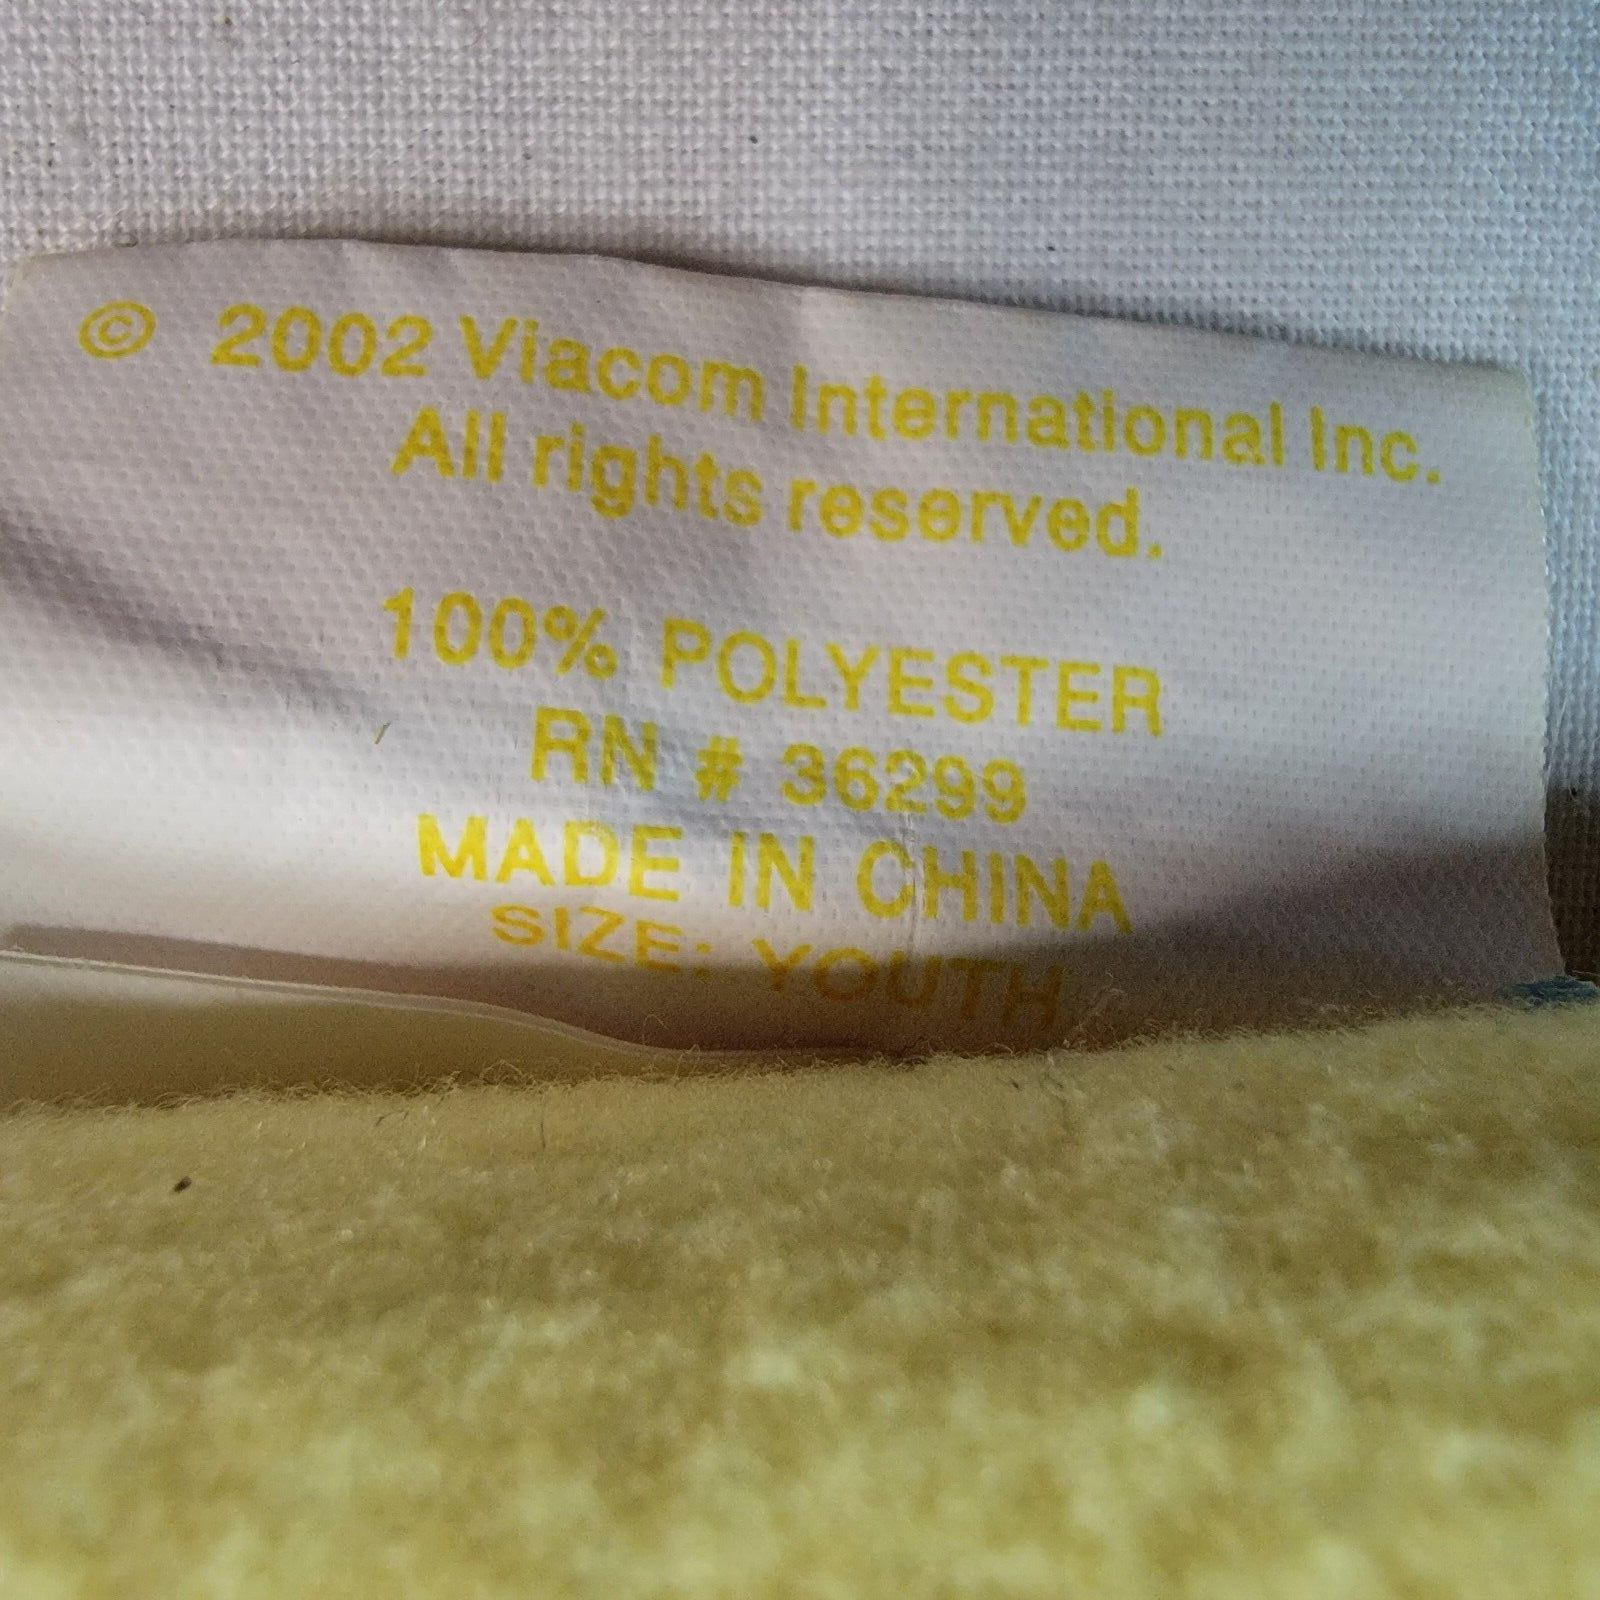 © 2002 Viacom International Inc.
All rights reserved.
100% POLYESTER
RN # 36299
MADE IN CHINA
SIZE: YOUTH